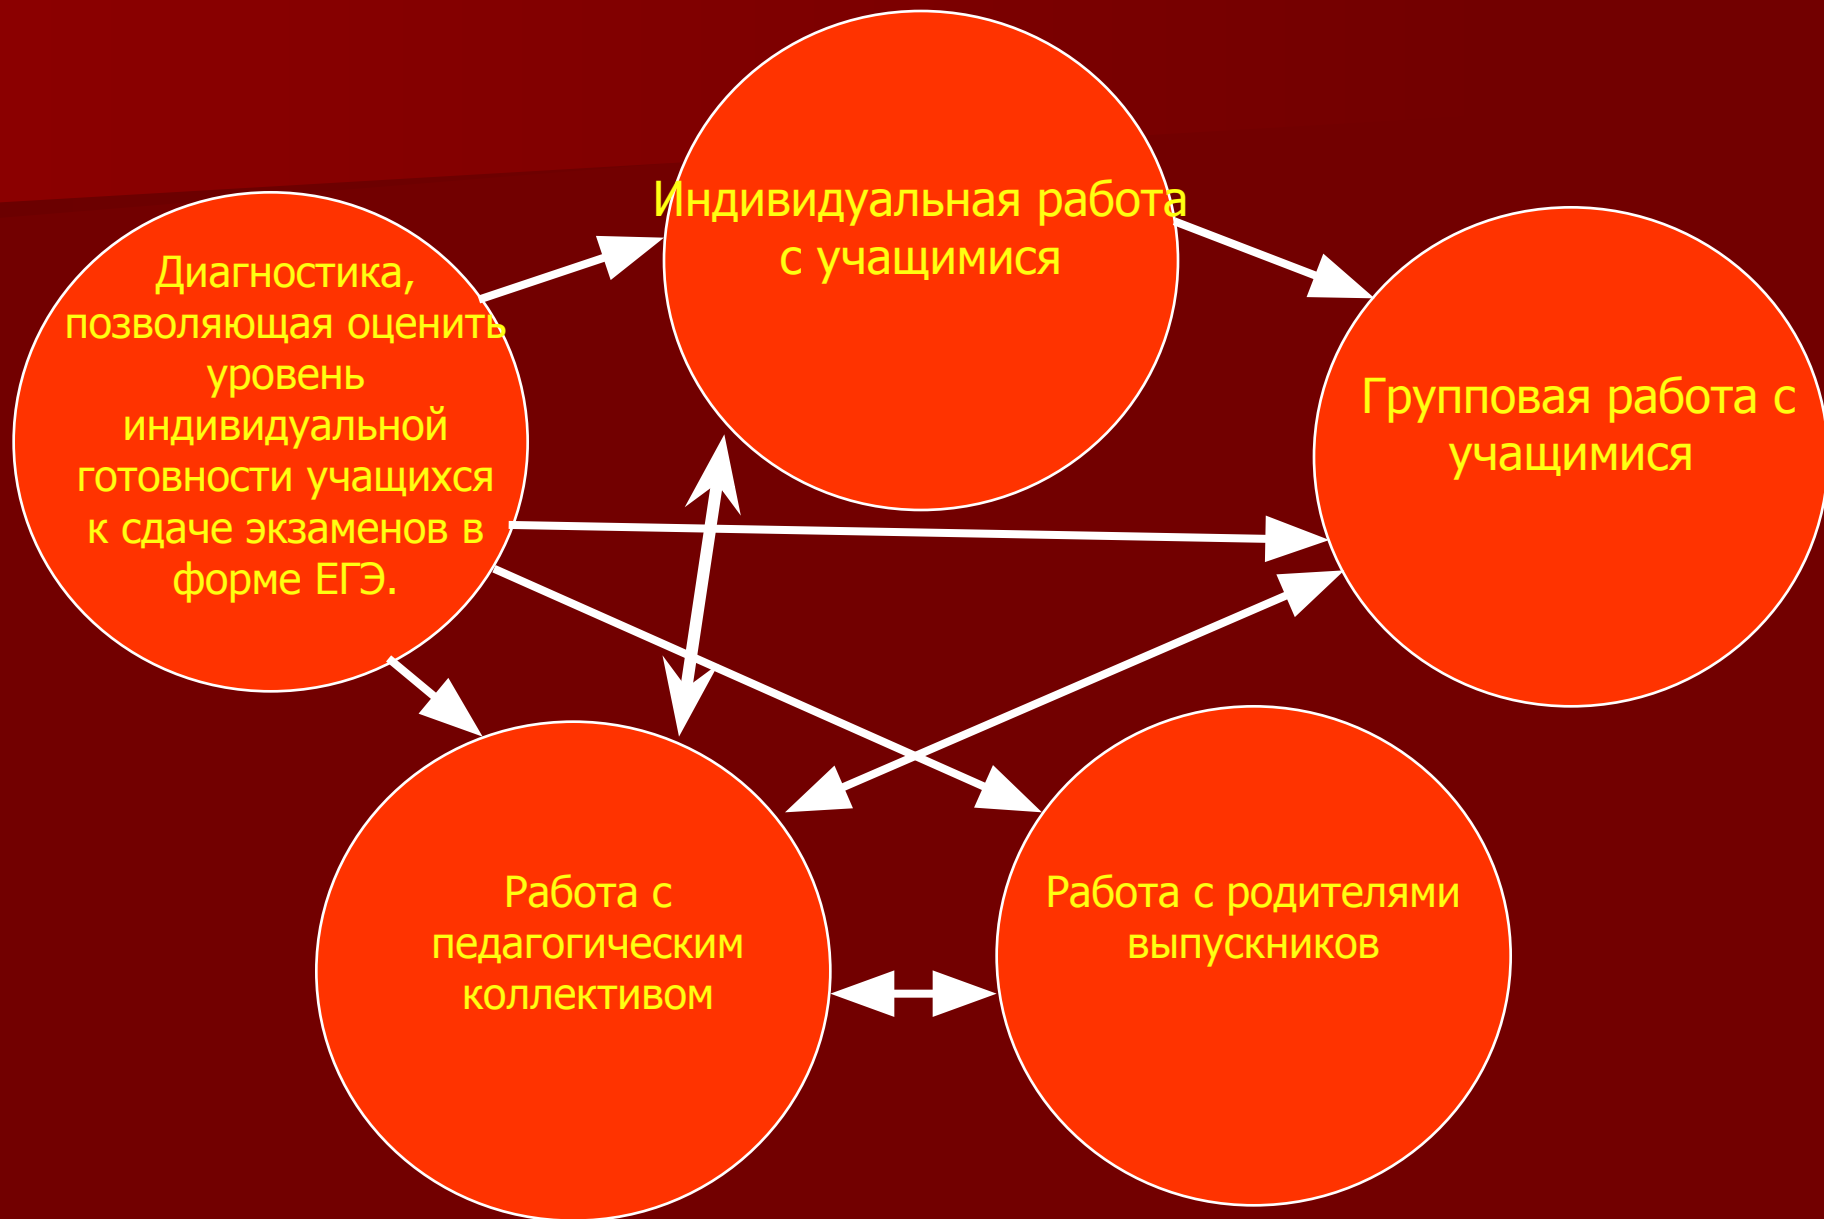 Индивидуальная работа
с учащимися
Диагностика,
позволяющая оценить
уровень
индивидуальной
готовности учащихся
к сдаче экзаменов в
форме ЕГЭ.
Групповая работа с
учащимися
Работа с
педагогическим
коллективом
Работа с родителями
выпускников